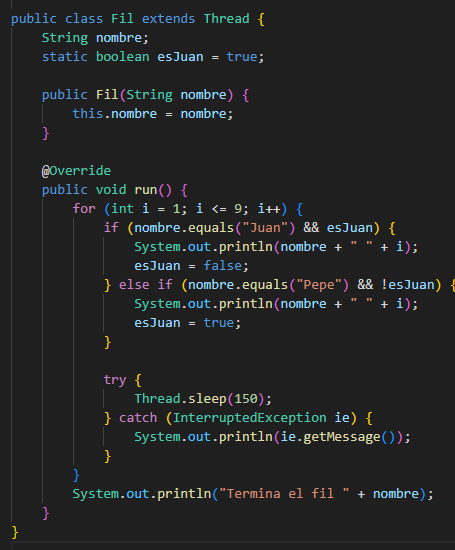 public class Fil extends Thread {
    String nombre;
    static boolean esJuan = true;

    public Fil(String nombre) {
        this.nombre = nombre;
    }

    @Override
    public void run() {
        for (int i = 1; i <= 9; i++) {
            if (nombre.equals("Juan") && esJuan) {
                System.out.println(nombre + " " + i);
                esJuan = false;
            } else if (nombre.equals("Pepe") && !esJuan) {
                System.out.println(nombre + " " + i);
                esJuan = true;
            }

            try {
                Thread.sleep(150);
            } catch (InterruptedException ie) {
                System.out.println(ie.getMessage());
            }
        }
        System.out.println("Termina el fil " + nombre);
    }
}